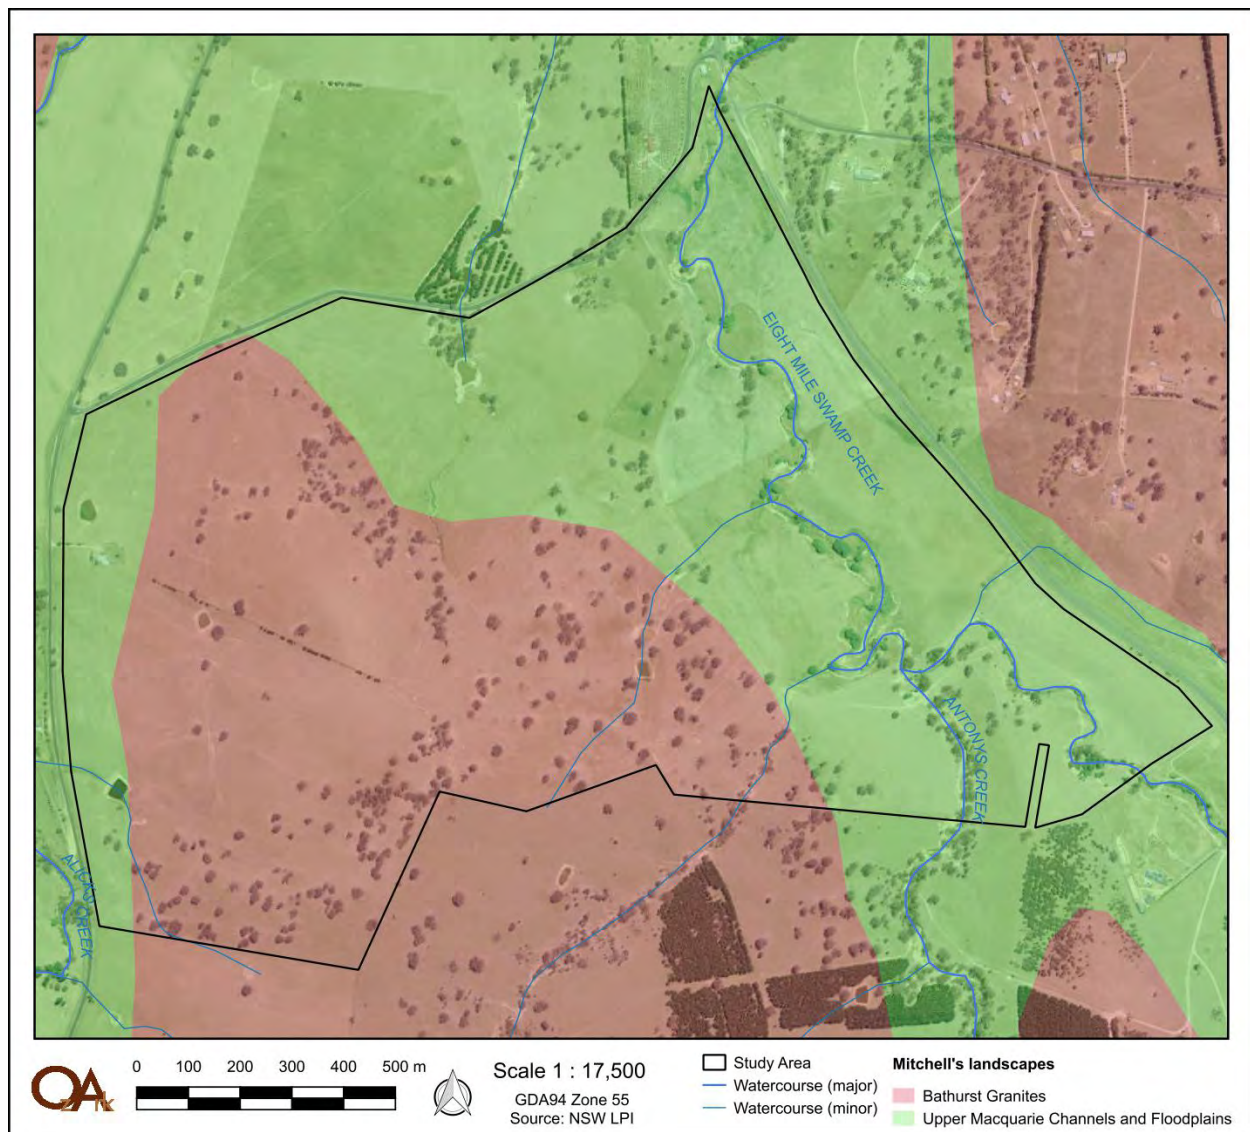 EIGHT MILE SWAMP CREEK
ANTONYS CREEK
CREEK
OzArk
0 100 200 300 400 500 m
Scale 1 : 17,500
GDA94 Zone 55
Source: NSW LPI
Study Area
Watercourse (major)
Watercourse (minor)
Mitchell's landscapes
Bathurst Granites
Upper Macquarie Channels and Floodplains